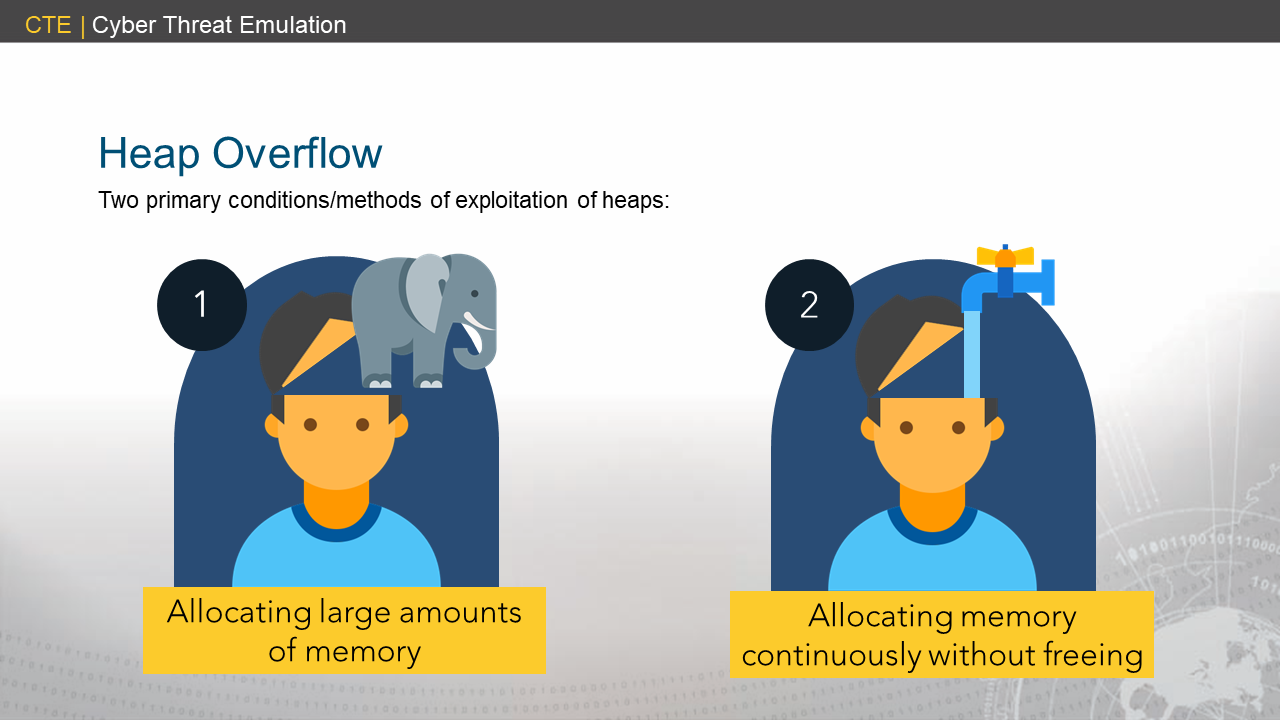 CTE | Cyber Threat Emulation
Heap Overflow
Two primary conditions/methods of exploitation of heaps:
1
2
Allocating large amounts
of memory
Allocating memory
continuously without freeing